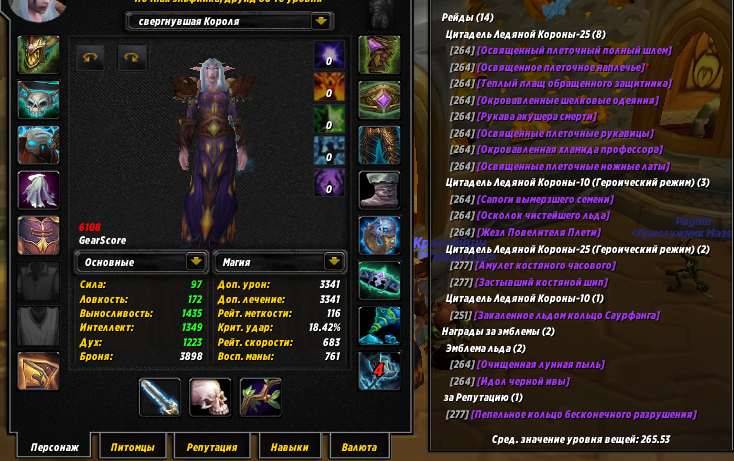 свергнувшая Короля
0
0
0
0
0
6108
GearScore
4
Основные
Магия
Сила: 97
Ловкость: 172
Выносливость: 1435
Интеллект: 1349
Дух: 1223
Броня: 3898
Доп. урон: 3341
Доп. лечение: 3341
Рейт. меткости: 116
Крит. удар: 18.42%
Рейт. скорости: 683
Восп. маны: 761
Персонаж
Питомцы
Репутация
Навыки
Валюта
Рейды (14)
Цитадель Ледяной Короны-25 (8)
[264] [Освященный плеточный полный шлем]
[264] [Освященное плеточное наплечье]*
[264] [Теплый плащ обращенного защитника]
[264] [Окровавленные шелковые одеяния]
[264] [Рукава акушера смерти]
[264] [Освященные плеточные рукавицы]
[264] [Окровавленная хламида профессора]
[264] [Освященные плеточные ножные латы]
Цитадель Ледяной Короны-10 (Героический режим) (3)
[264] [Сапоги вымерзшего семени]
[264] [Осколок чистейшего льда]
[264] [Жезл Повелителя Плети]
Цитадель Ледяной Короны-25 (Героический режим) (2)
[277] [Амулет костяного часового]
[277] [Застывший костяной шип]
Цитадель Ледяной Короны-10 (1)
[251] [Закаленное льдом кольцо Саурфанга]
Награды за эмблемы (2)
Эмблема льда (2)
[264] [Очищенная лунная пыль]
[264] [Идол черной ивы]
за Репутацию (1)
[277] [Пепельное кольцо бесконечного разрушения]
Сред. значение уровня вещей: 265.53